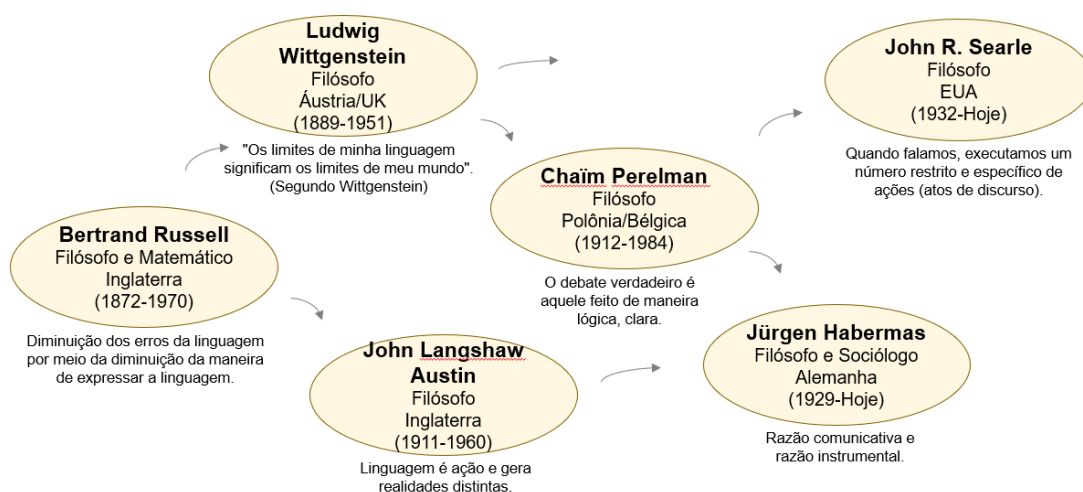 Ludwig
Wittgenstein
Filósofo
Áustria/UK
(1889-1951)
"Os limites de minha linguagem
significam os limites de meu mundo".
(Segundo Wittgenstein)
John R. Searle
Filósofo
EUA
(1932-Hoje)
Quando falamos, executamos um
número restrito e específico de
ações (atos de discurso).
Chaïm Perelman
Filósofo
Polônia/Bélgica
(1912-1984)
O debate verdadeiro é
aquele feito de maneira
lógica, clara.
Bertrand Russell
Filósofo e Matemático
Inglaterra
(1872-1970)
Diminuição dos erros da linguagem
por meio da diminuição da maneira
de expressar a linguagem.
John Langshaw
Austin
Filósofo
Inglaterra
(1911-1960)
Linguagem é ação e gera
realidades distintas.
Jürgen Habermas
Filósofo e Sociólogo
Alemanha
(1929-Hoje)
Razão comunicativa e
razão instrumental.